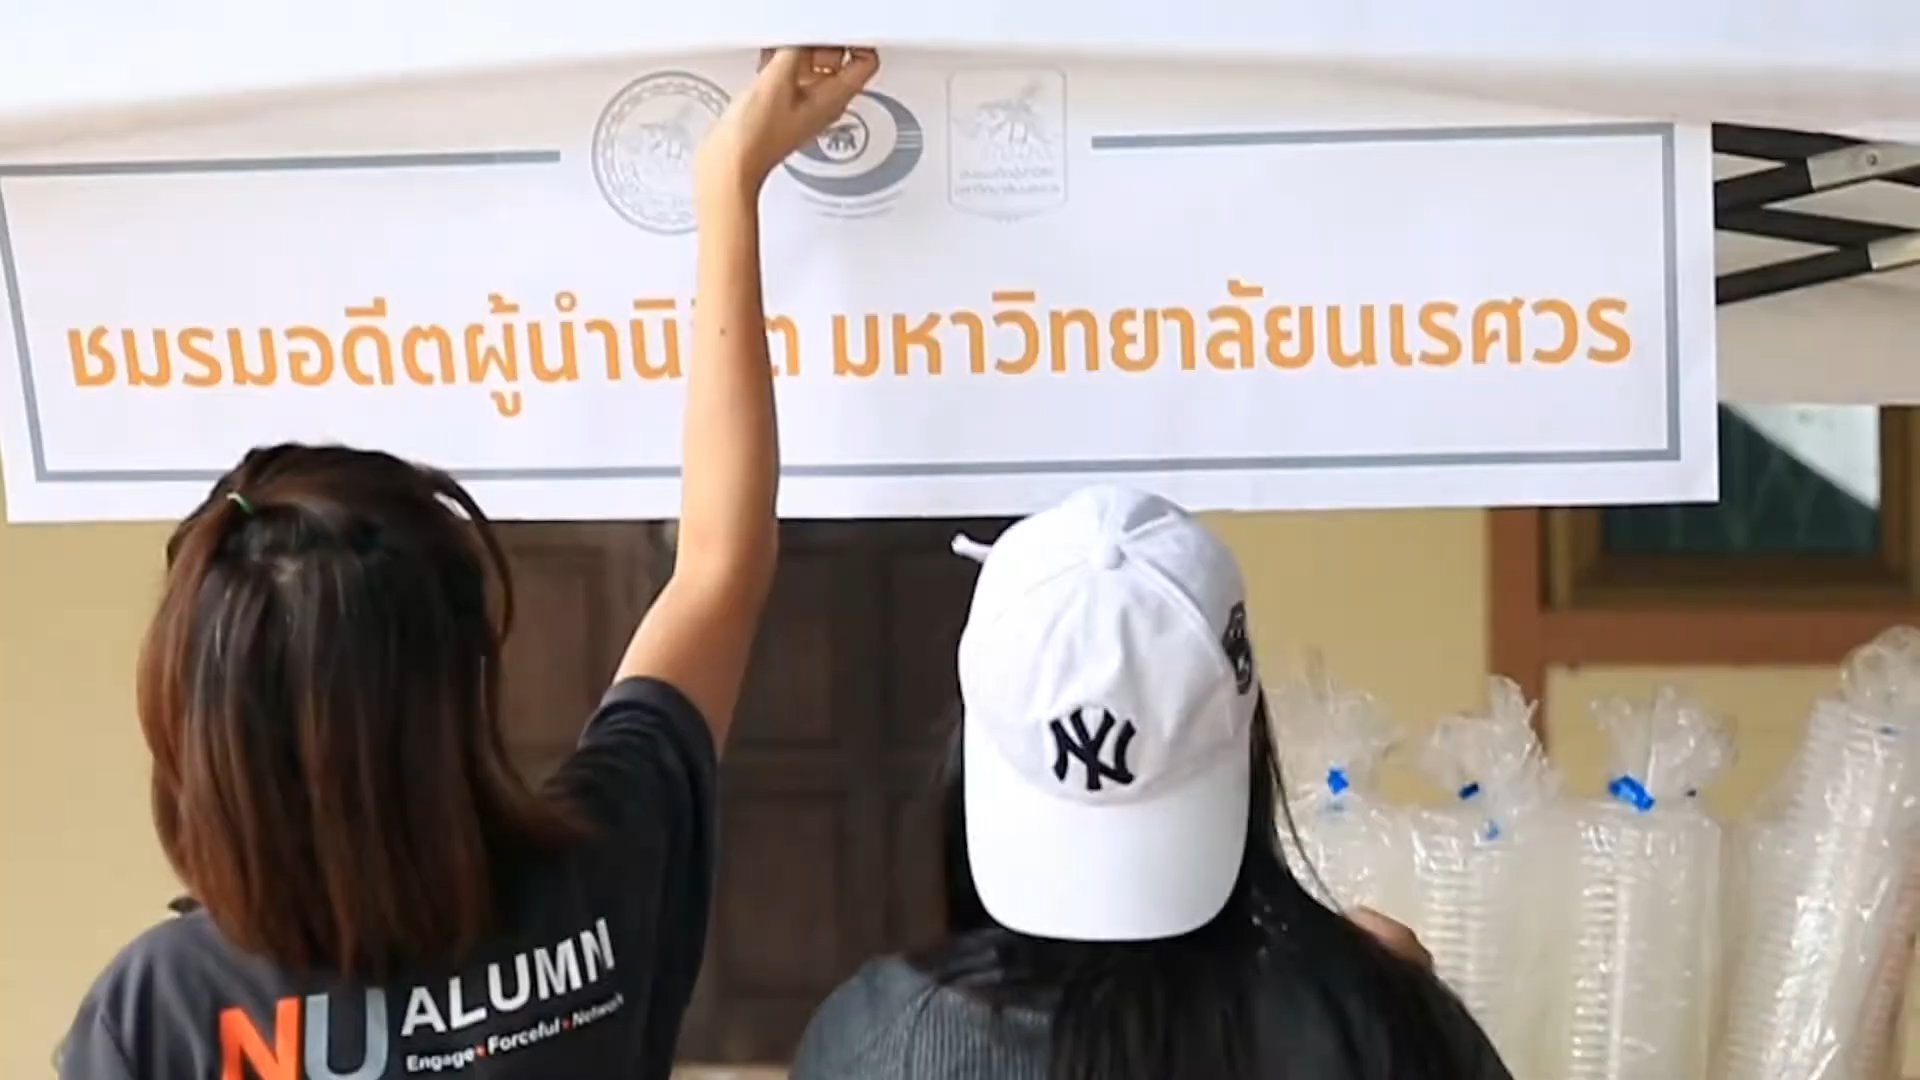 ชมรมอดีตผู้นำนิ ต มหาวิทยาลัยนเรศวร
NY
NU ALUMN
Engage • Forceful • Network